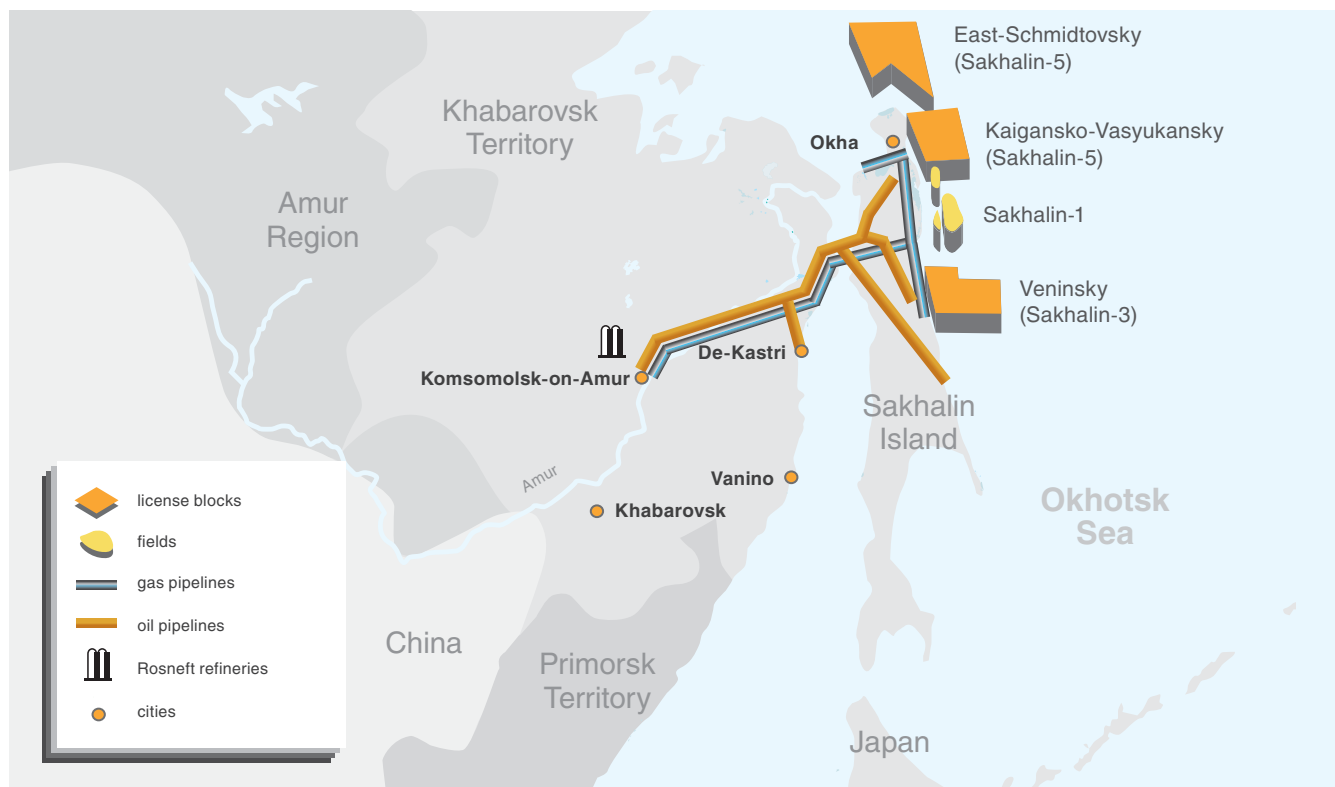 East-Schmidtovsky
(Sakhalin-5)
Khabarovsk
Territory
Okha
Kaigansko-Vasyukansky
(Sakhalin-5)
Amur
Region
Sakhalin-1
Veninsky
(Sakhalin-3)
De-Kastri
Komsomolsk-on-Amur
Sakhalin
Island
Amur
Vanino
Khabarovsk
Okhotsk
Sea
license blocks
fields
gas pipelines
oil pipelines
Rosneft refineries
cities
China
Primorsk
Territory
Japan